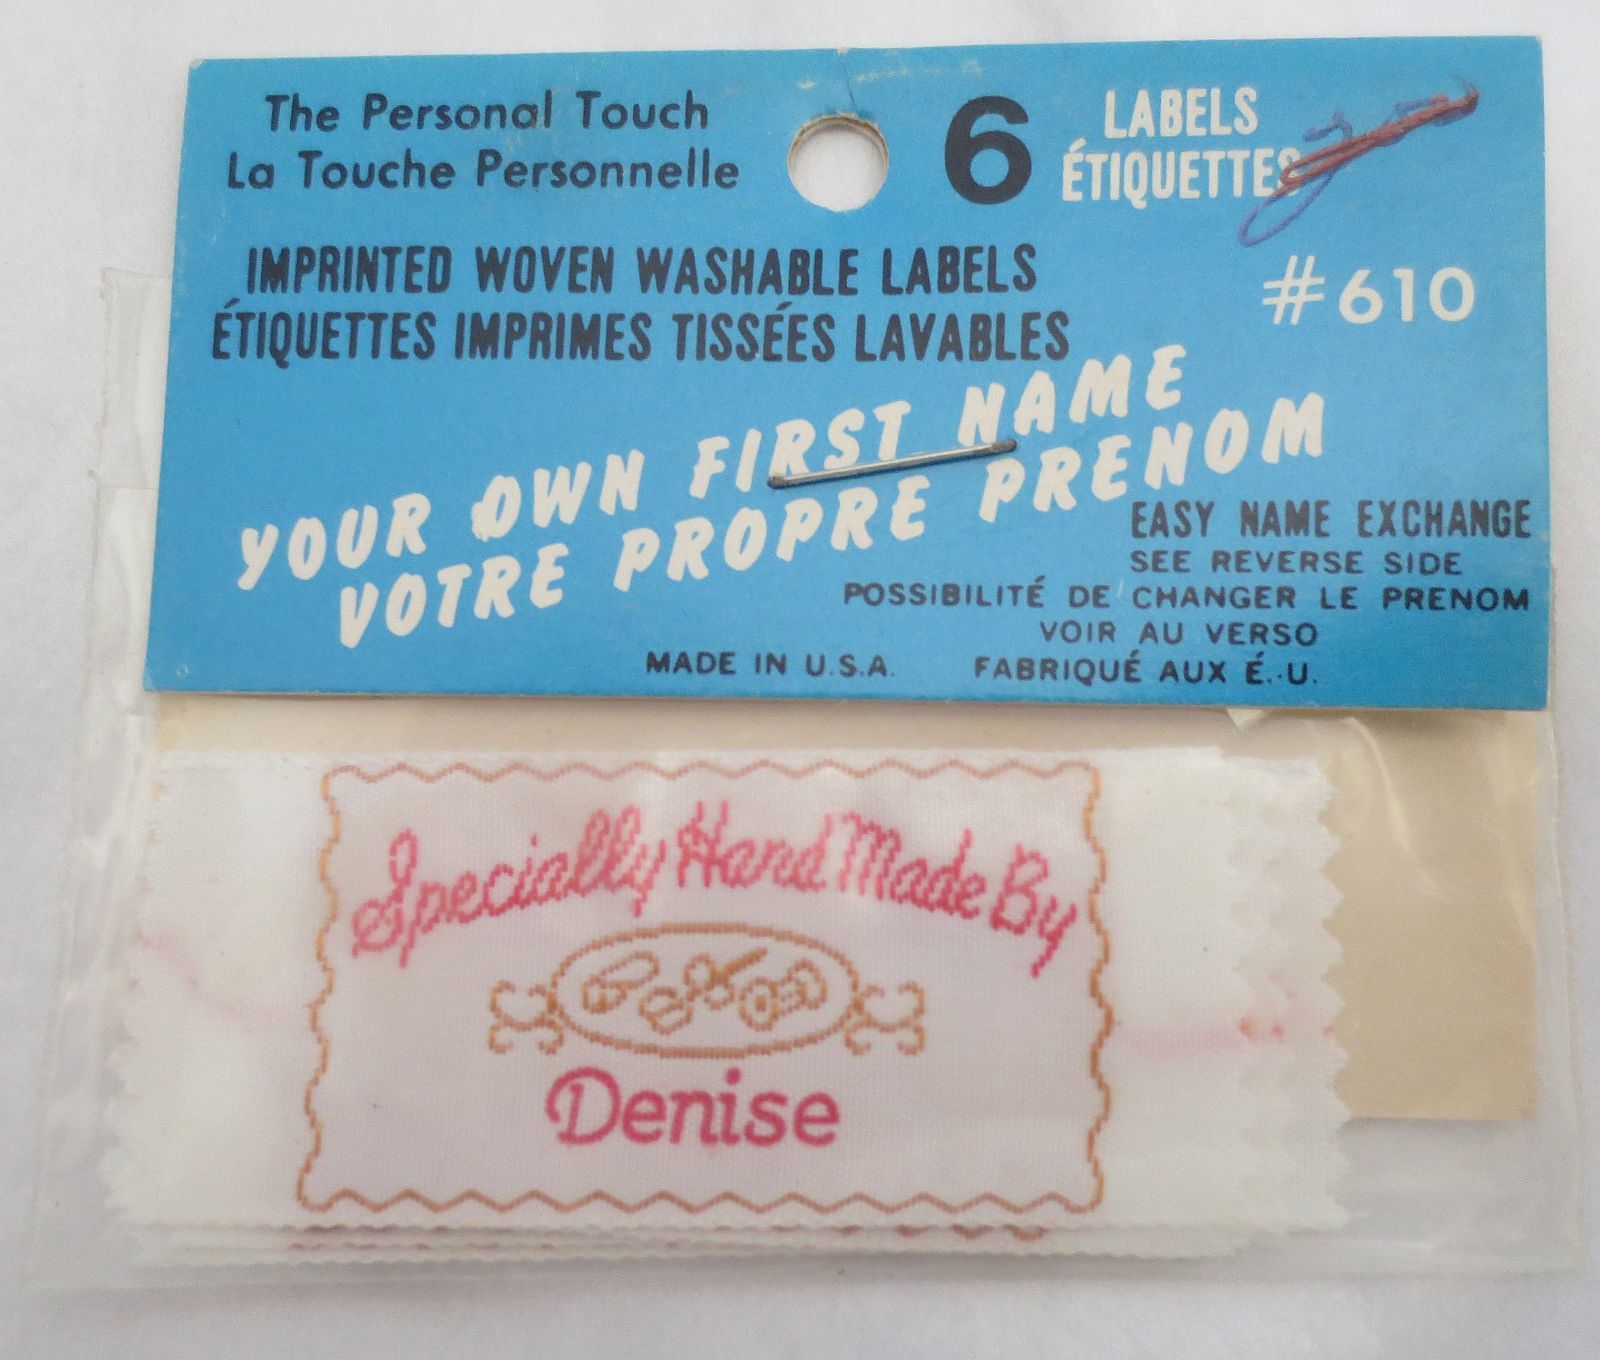 The Personal Touch
La Touche Personnelle
6 LABELS
ÉTIQUETTES
IMPRINTED WOVEN WASHABLE LABELS
ÉTIQUETTES IMPRIMES TISSÉES LAVABLES
#610
YOUR OWN FIRST NAME
VOTRE PROPRE PRENOM
EASY NAME EXCHANGE
SEE REVERSE SIDE
POSSIBILITÉ DE CHANGER LE PRENOM
VOIR AU VERSO
MADE IN U.S.A. FABRIQUÉ AUX É.-U.
Specially Hand Made By
Denise